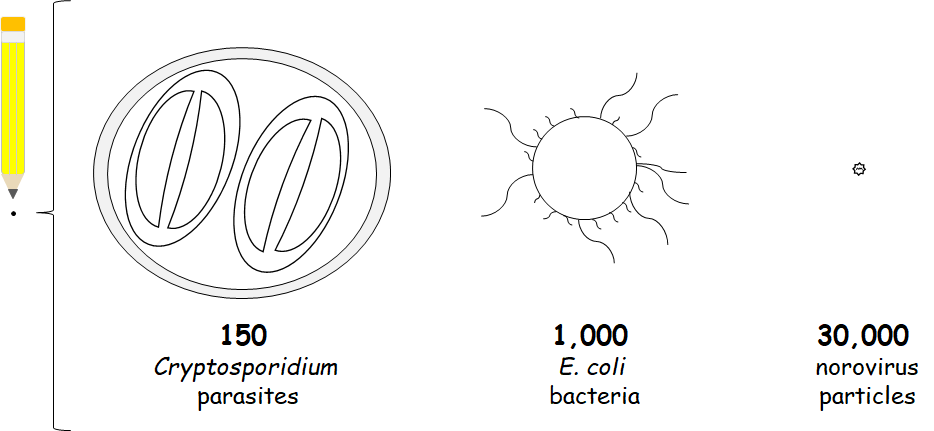 150
Cryptosporidium
parasites
1,000
E. coli
bacteria
30,000
norovirus
particles